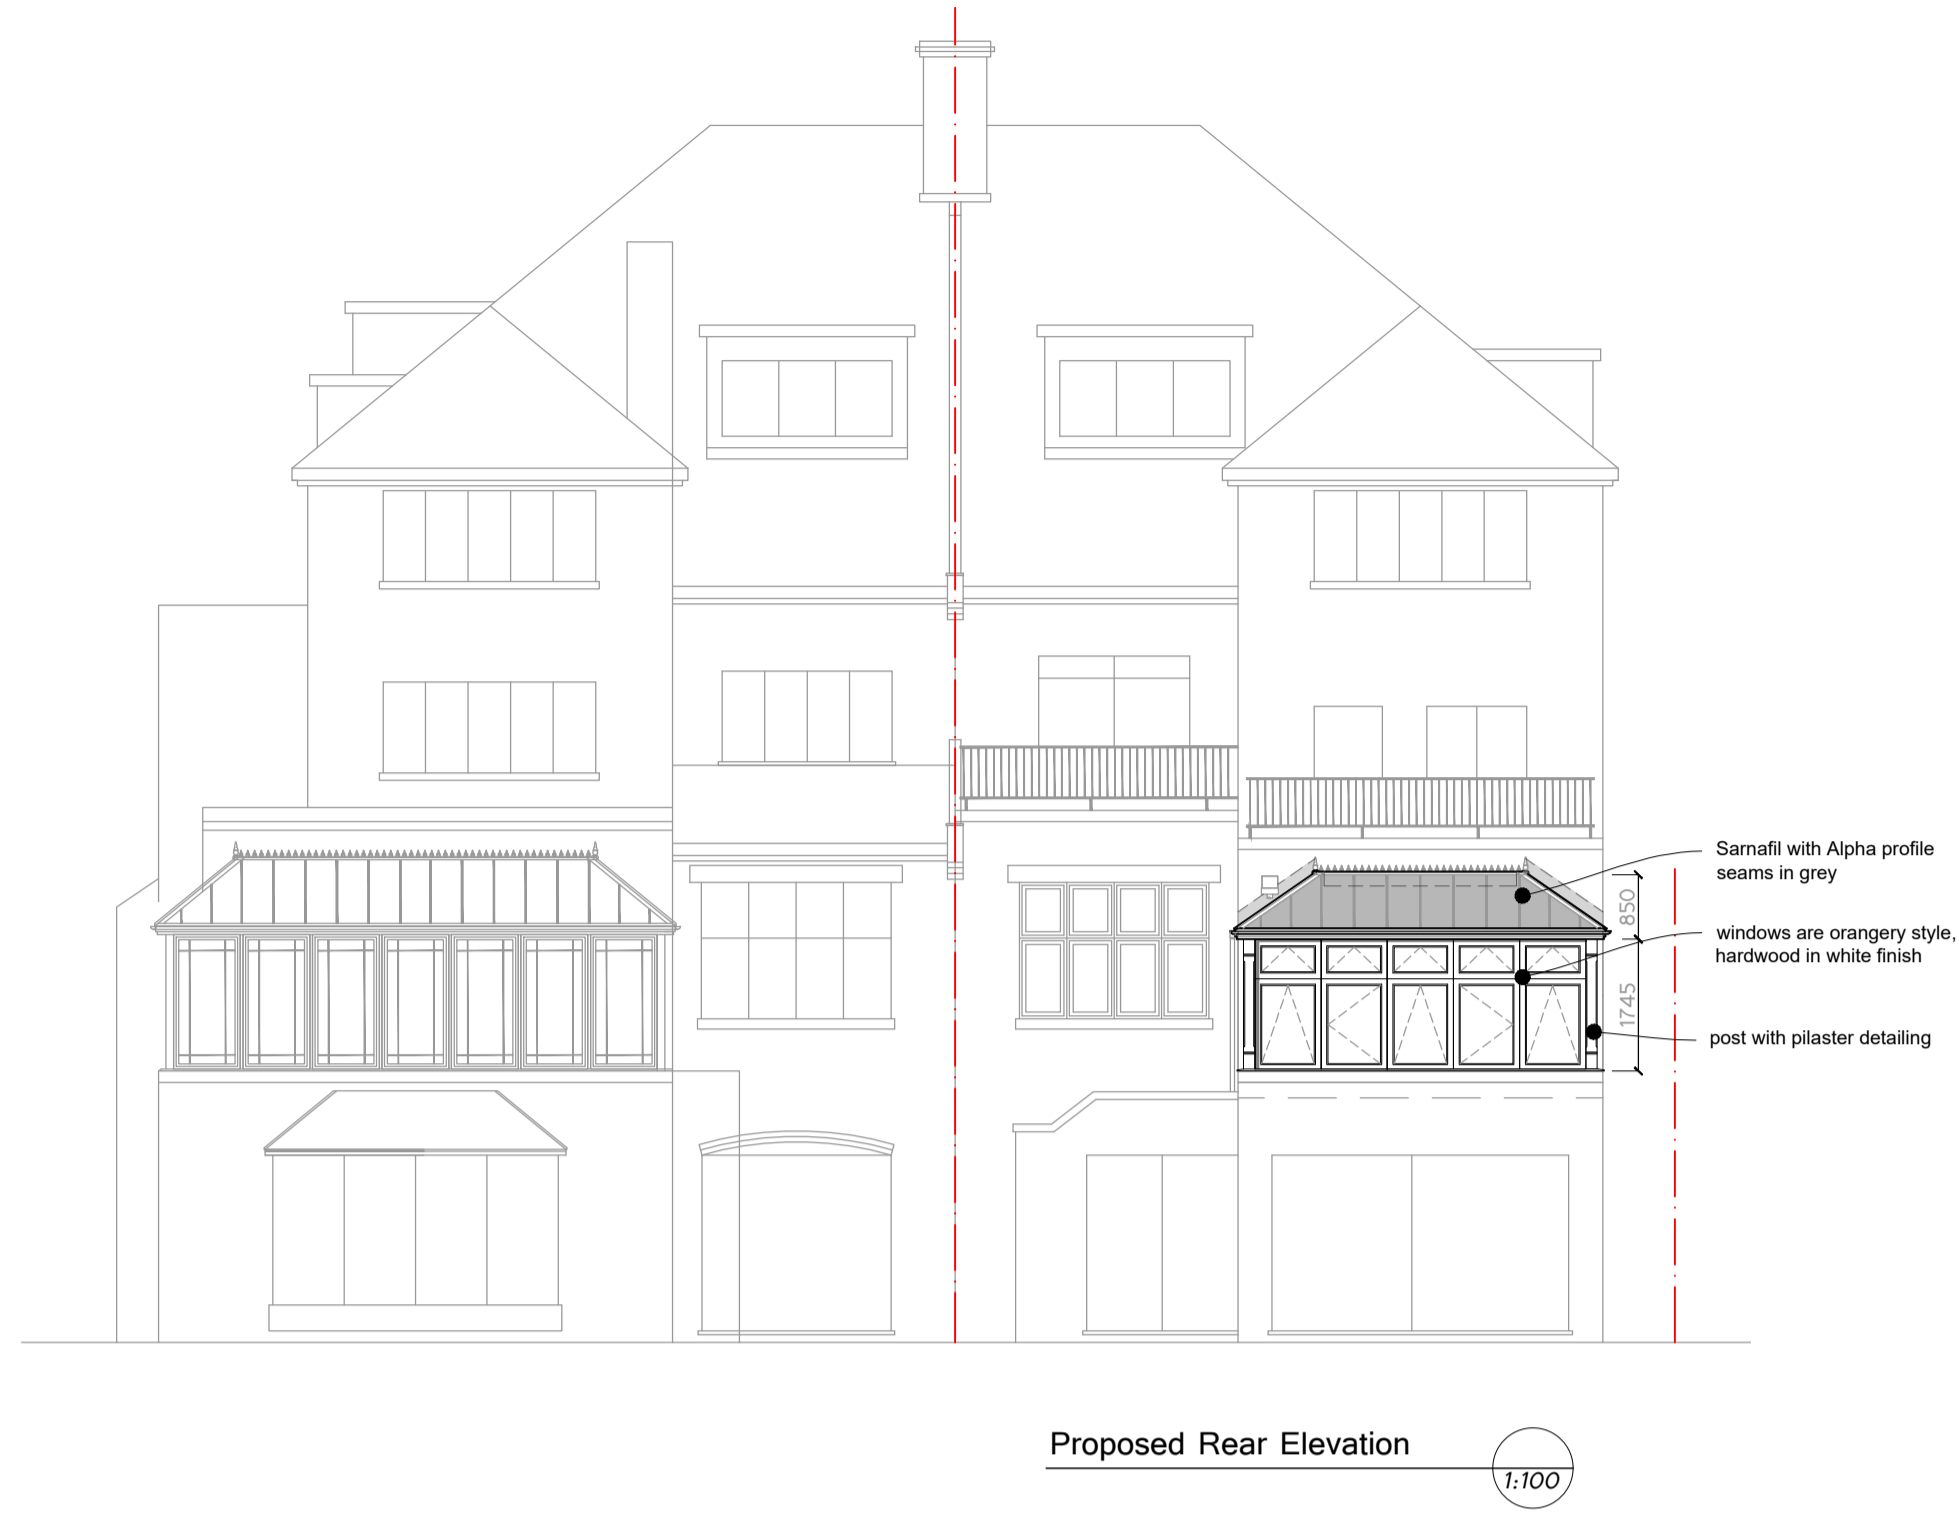 Sarnafil with Alpha profile
seams in grey
850
windows are orangery style,
hardwood in white finish
1745
post with pilaster detailing
Proposed Rear Elevation
1:100